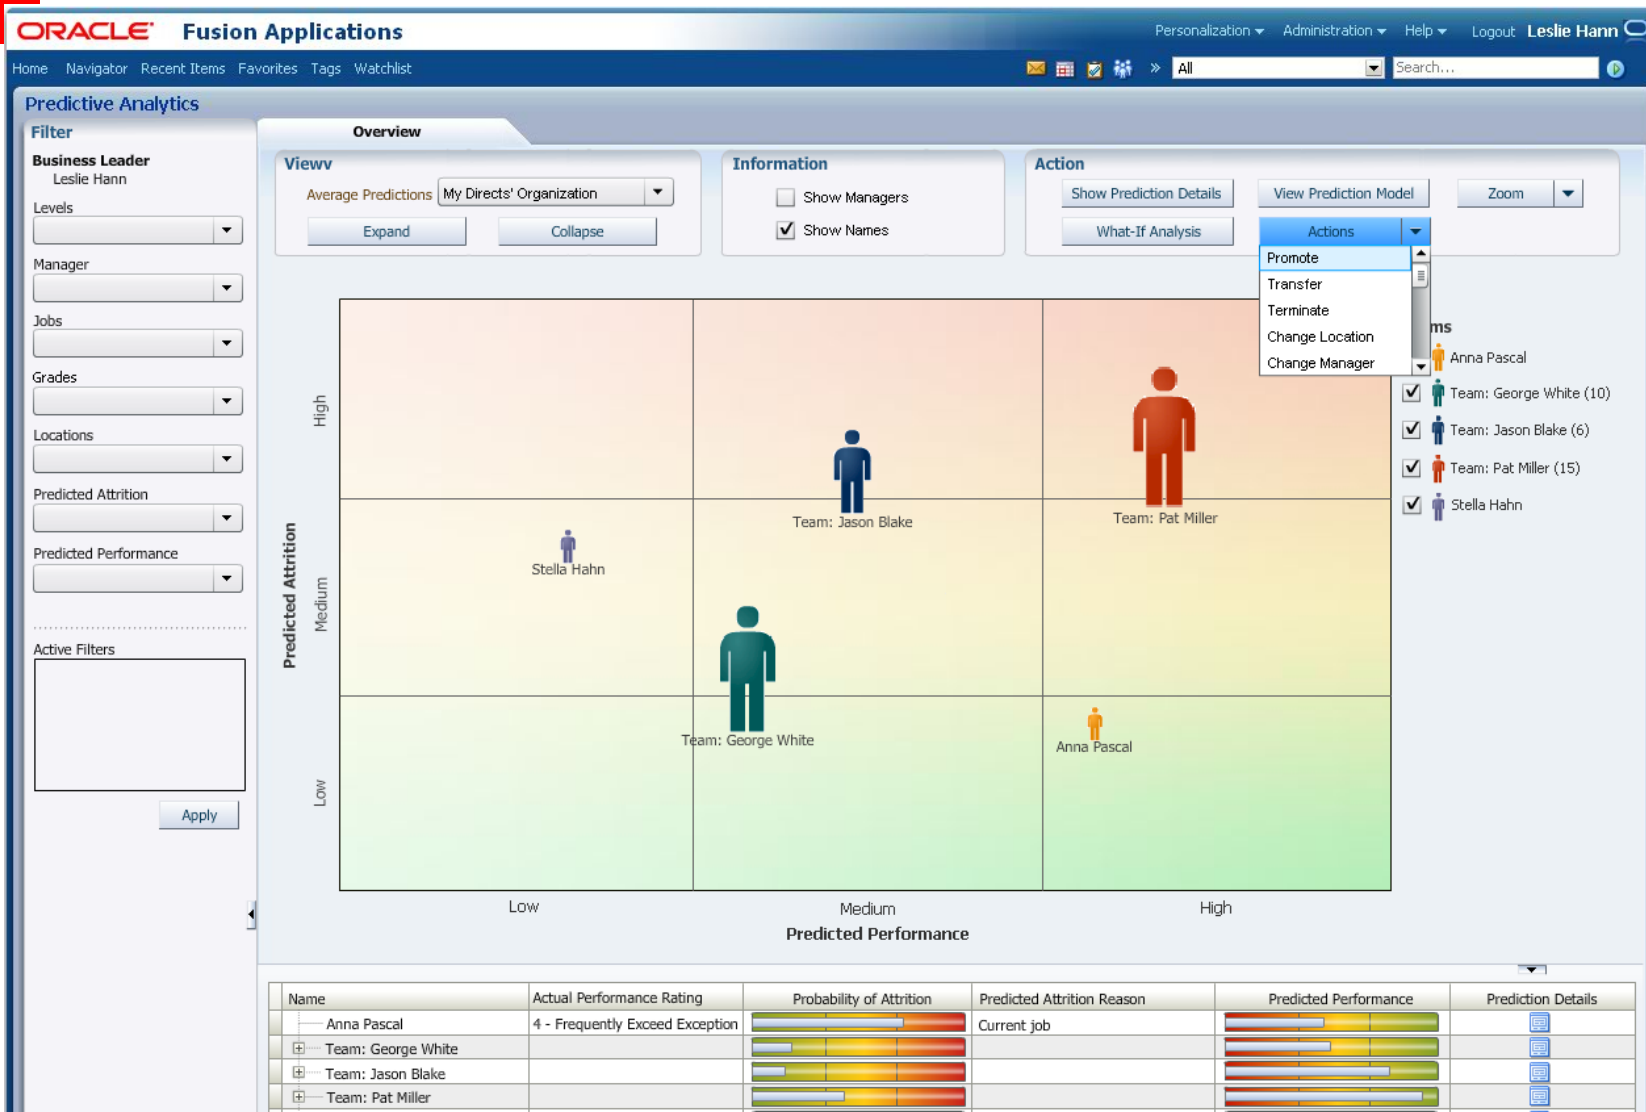 ORACLE Fusion Applications
Personalization Administration Help Logout Leslie Hann
Home Navigator Recent Items Favorites Tags Watchlist
» All Search...
Predictive Analytics
Filter
Business Leader
Leslie Hann
Levels
Manager
Jobs
Grades
Locations
Predicted Attrition
Predicted Performance
Active Filters
Apply
Overview
Viewv
Average Predictions My Directs' Organization
Expand Collapse
Information
Show Managers
Show Names
Action
Show Prediction Details View Prediction Model Zoom
What-If Analysis Actions
Promote
Transfer
Terminate
Change Location
Change Manager
ms
Anna Pascal
Team: George White (10)
Team: Jason Blake (6)
Team: Pat Miller (15)
Stella Hahn
Predicted Attrition
High
Medium
Low
Team: Jason Blake
Team: Pat Miller
Stella Hahn
Team: George White
Anna Pascal
Low Medium High
Predicted Performance
Name Actual Performance Rating Probability of Attrition Predicted Attrition Reason Predicted Performance Prediction Details
Anna Pascal 4 - Frequently Exceed Exception Current job
Team: George White
Team: Jason Blake
Team: Pat Miller